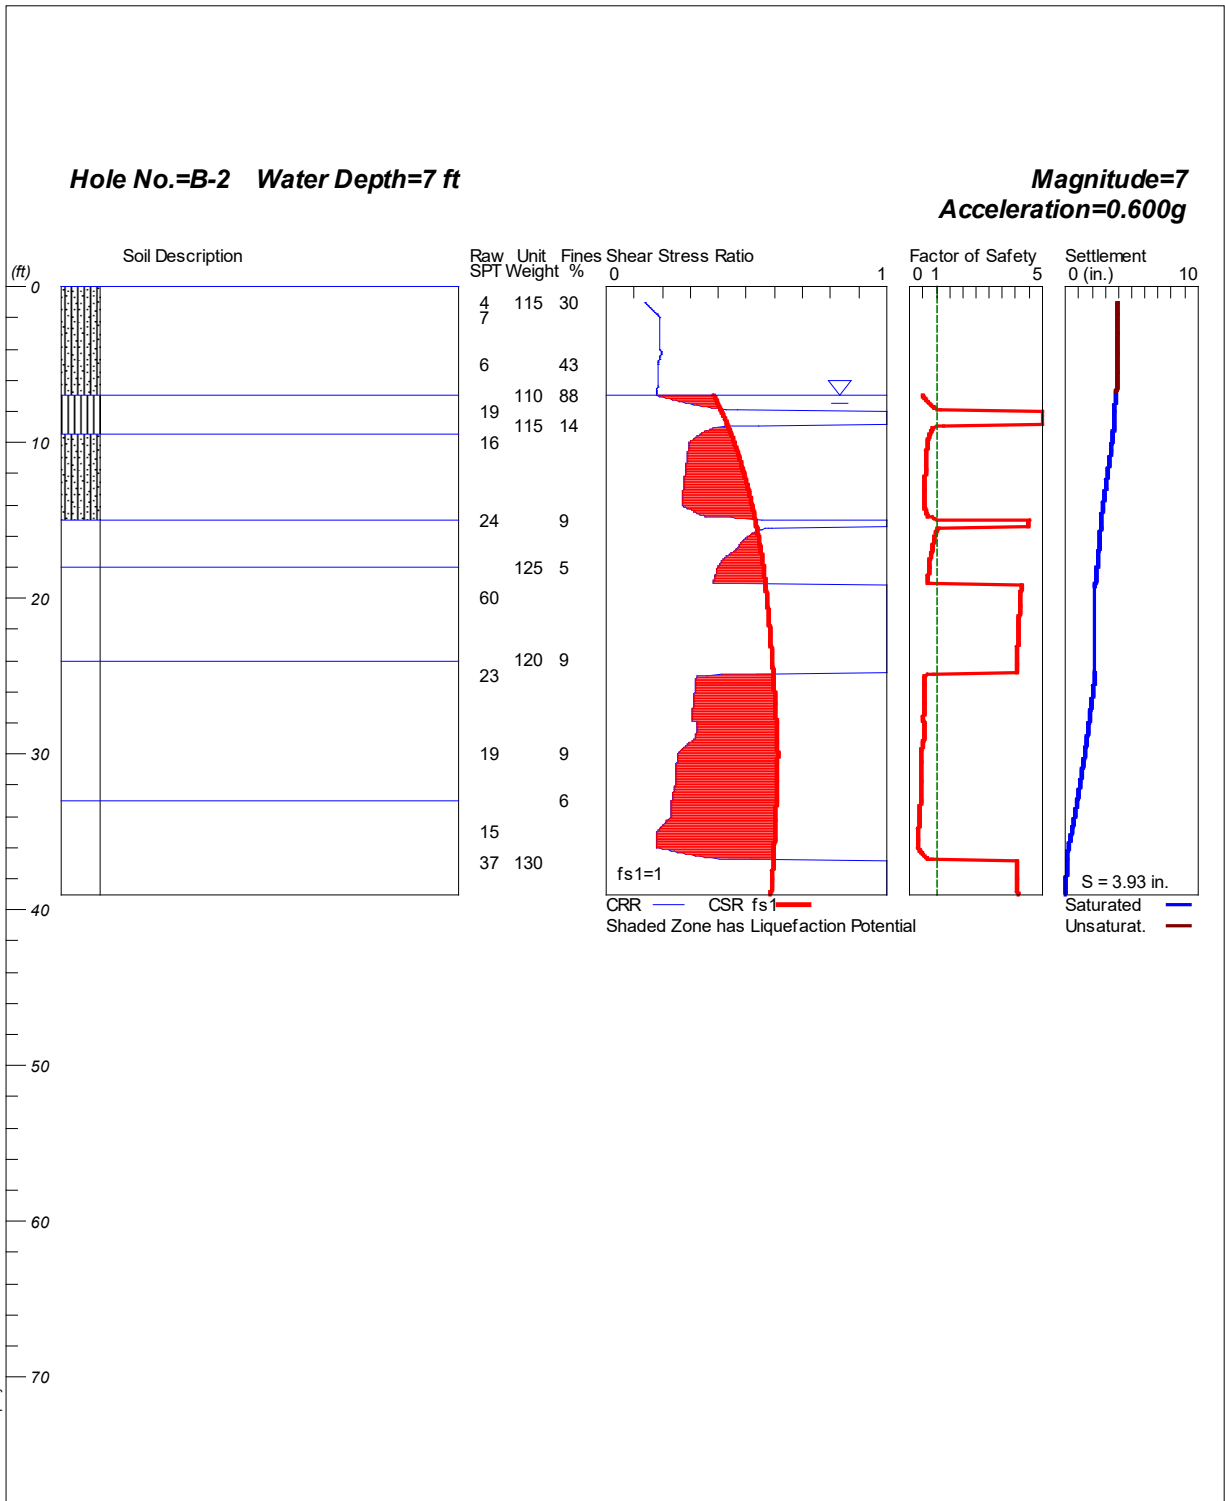 Hole No.=B-2 Water Depth=7 ft
Magnitude=7
Acceleration=0.600g
Soil Description Raw Unit Fines Shear Stress Ratio Factor of Safety Settlement
(ft) SPT Weight % 0 1 0 1 5 0 (in.) 10
0
4 115 30
7
6 43
110 88
19
115 14
10 16
24 9
125 5
20 60
120 9
23
30 19 9
6
15
37 130
fs1=1 S = 3.93 in.
40 CRR CSR fs1 Saturated
Shaded Zone has Liquefaction Potential Unsaturat.
50
60
70